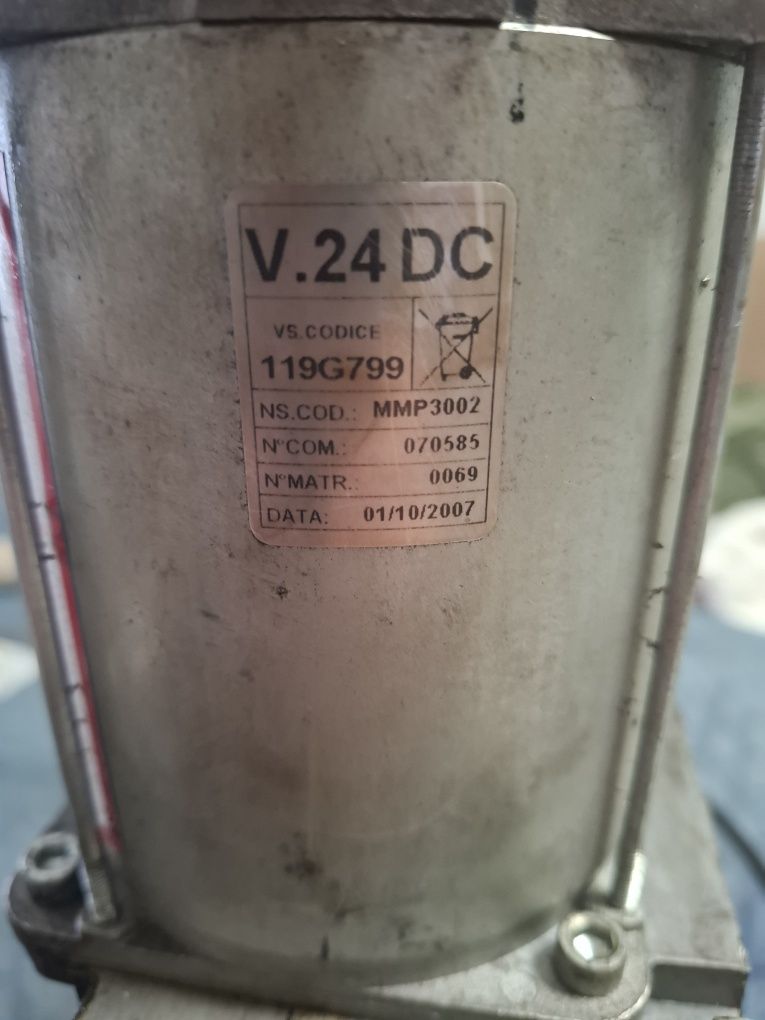 V.24 DC
VS.CODICE
119G799
NS.COD.: MMP3002
N°COM.: 070585
N°MATR.: 0069
DATA: 01/10/2007